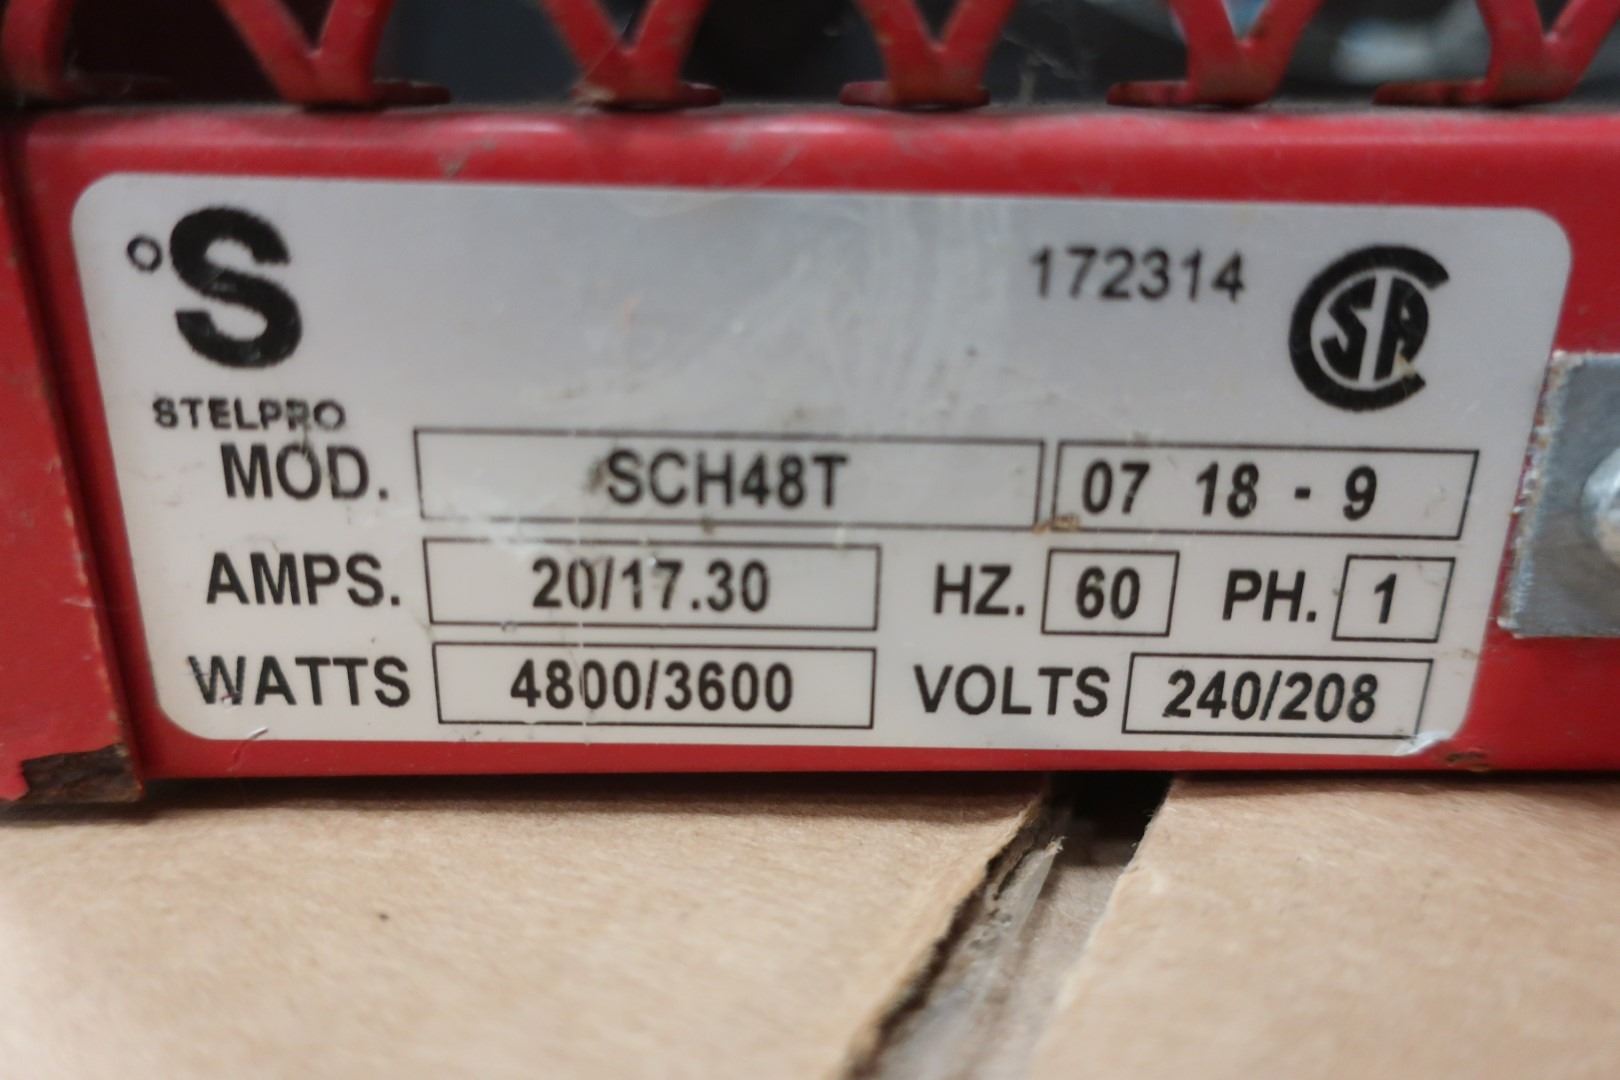 °S
172314
CSA
STELPRO
MOD. SCH48T 07 18 - 9
AMPS. 20/17.30 HZ. 60 PH. 1
WATTS 4800/3600 VOLTS 240/208